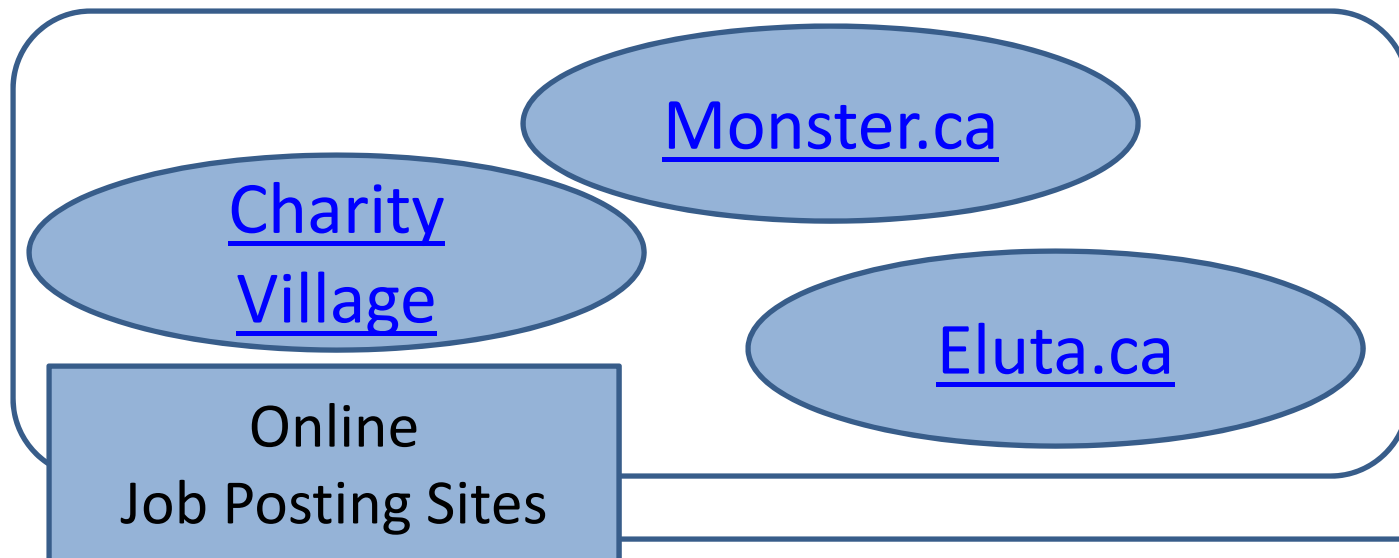 Monster.ca
Charity
Village
Eluta.ca
Online
Job Posting Sites